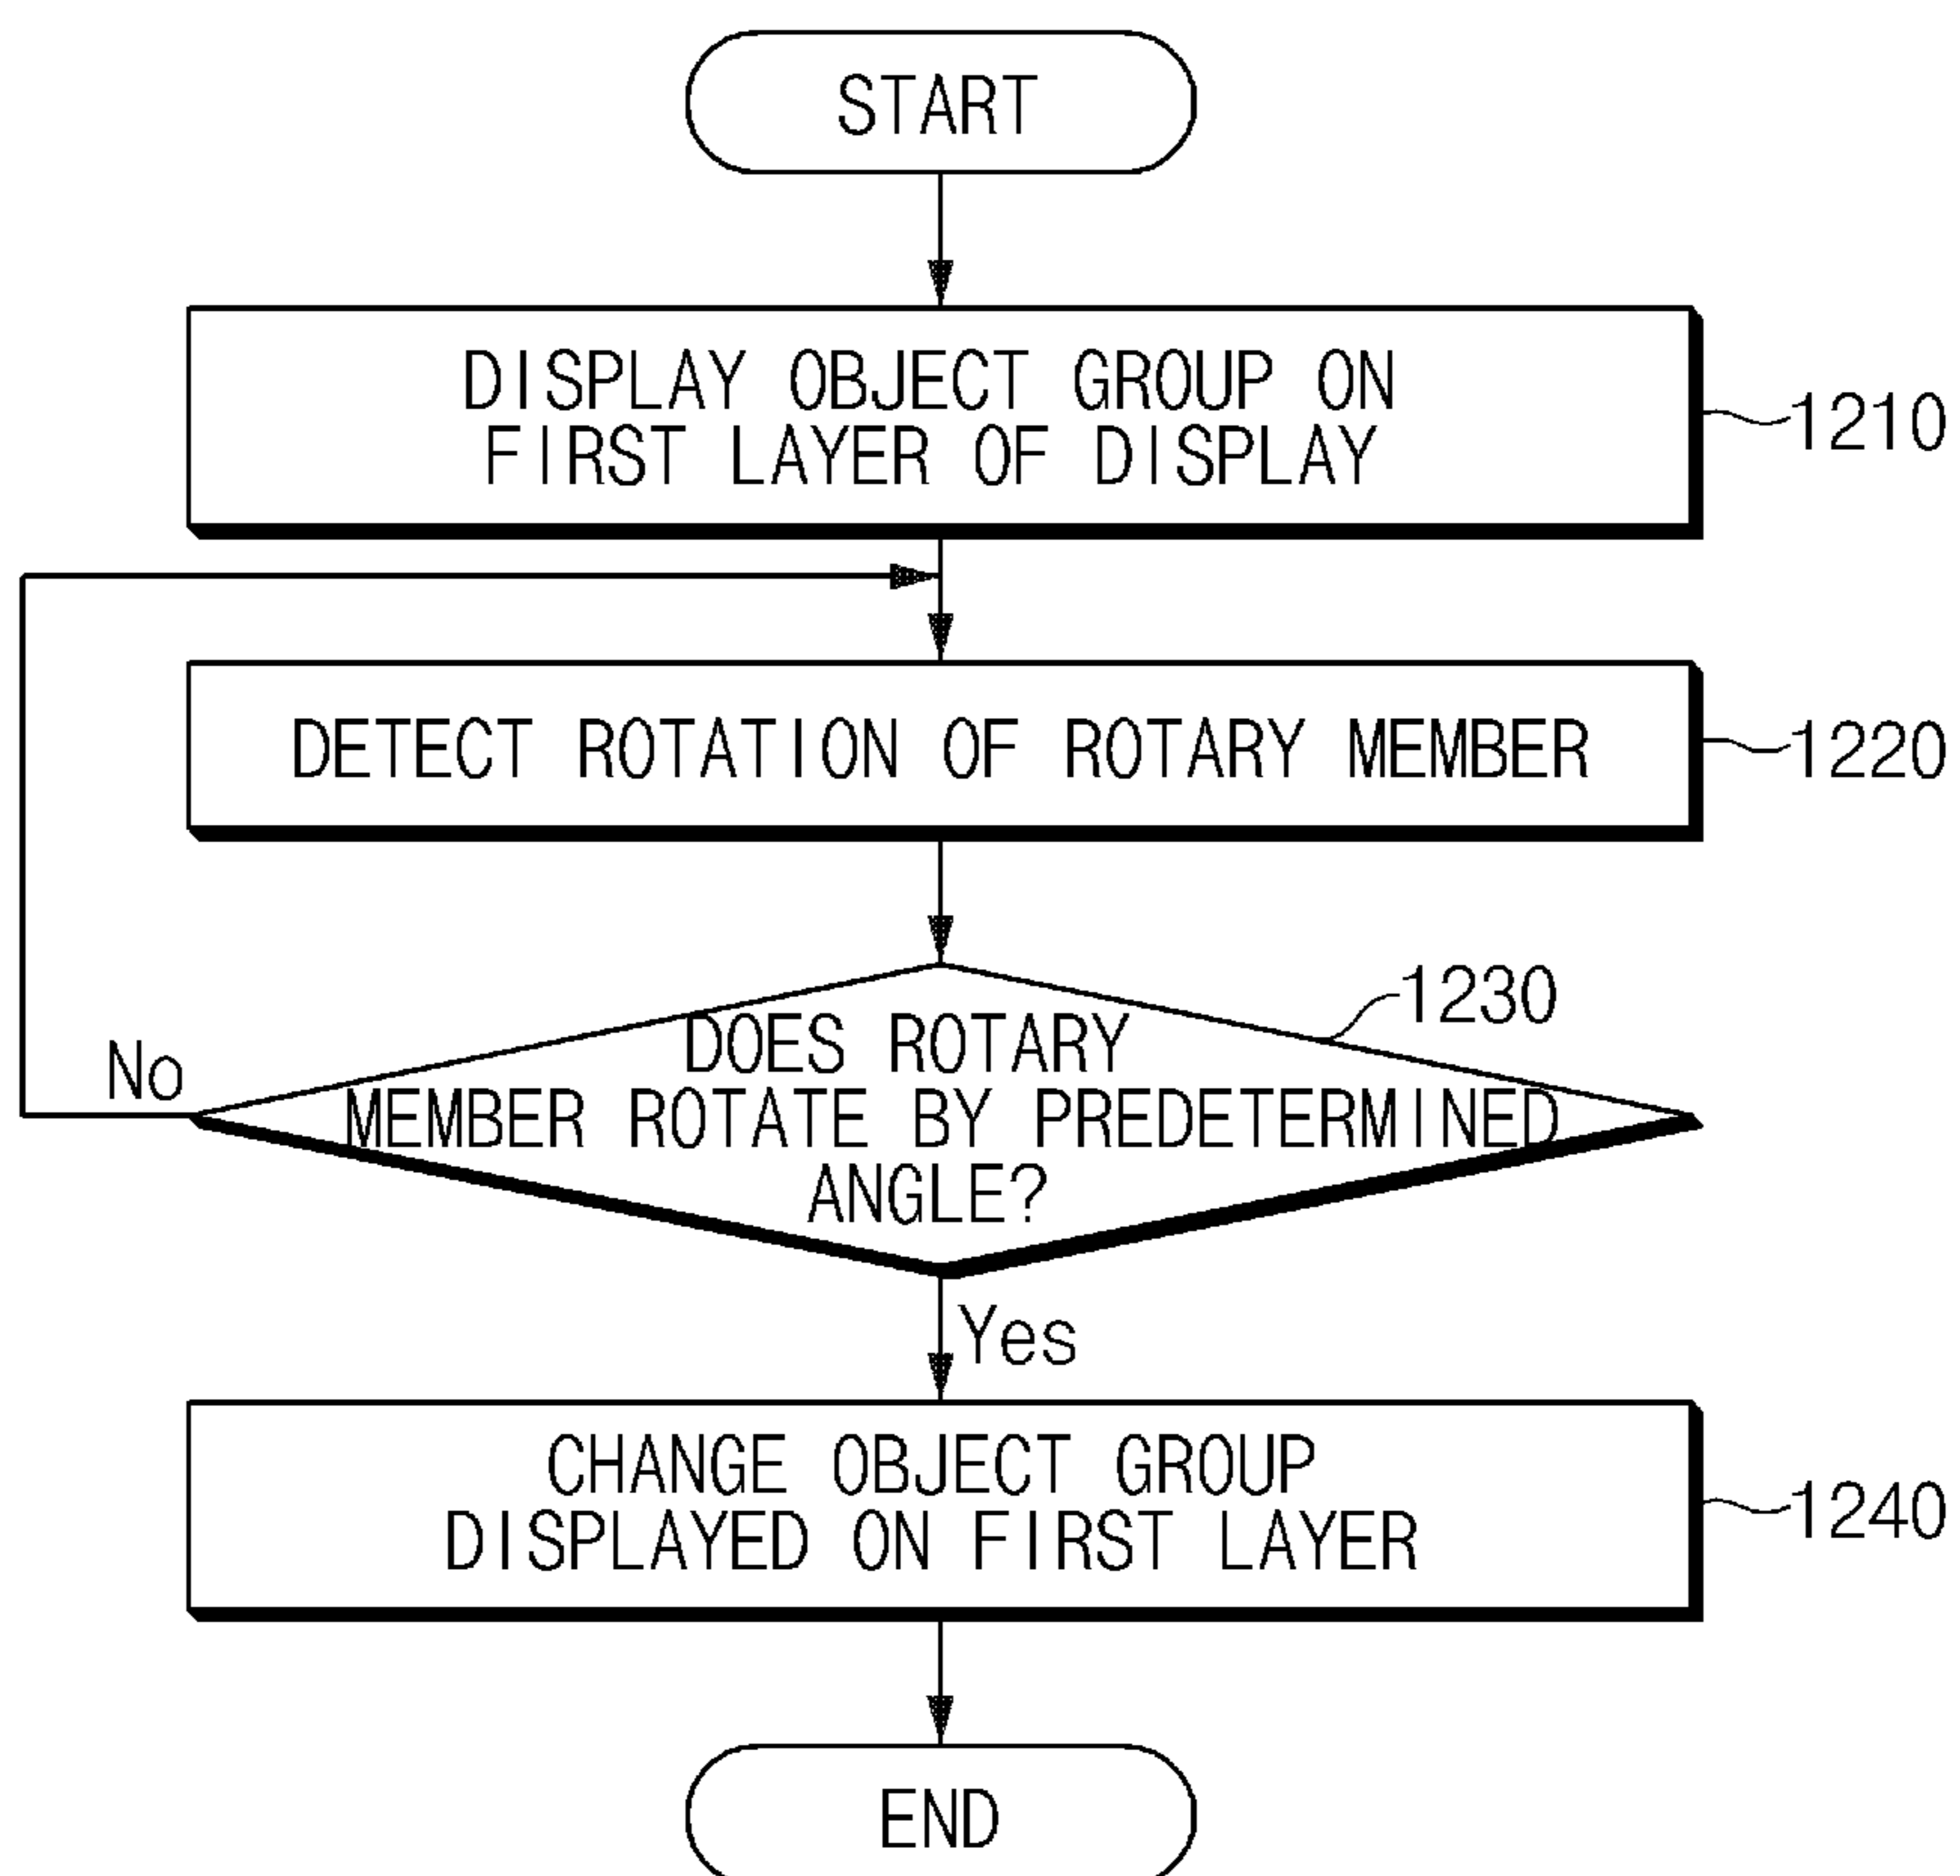 START
DISPLAY OBJECT GROUP ON
FIRST LAYER OF DISPLAY
1210
DETECT ROTATION OF ROTARY MEMBER
1220
1230
DOES ROTARY
MEMBER ROTATE BY PREDETERMINED
ANGLE?
No
Yes
CHANGE OBJECT GROUP
DISPLAYED ON FIRST LAYER
1240
END